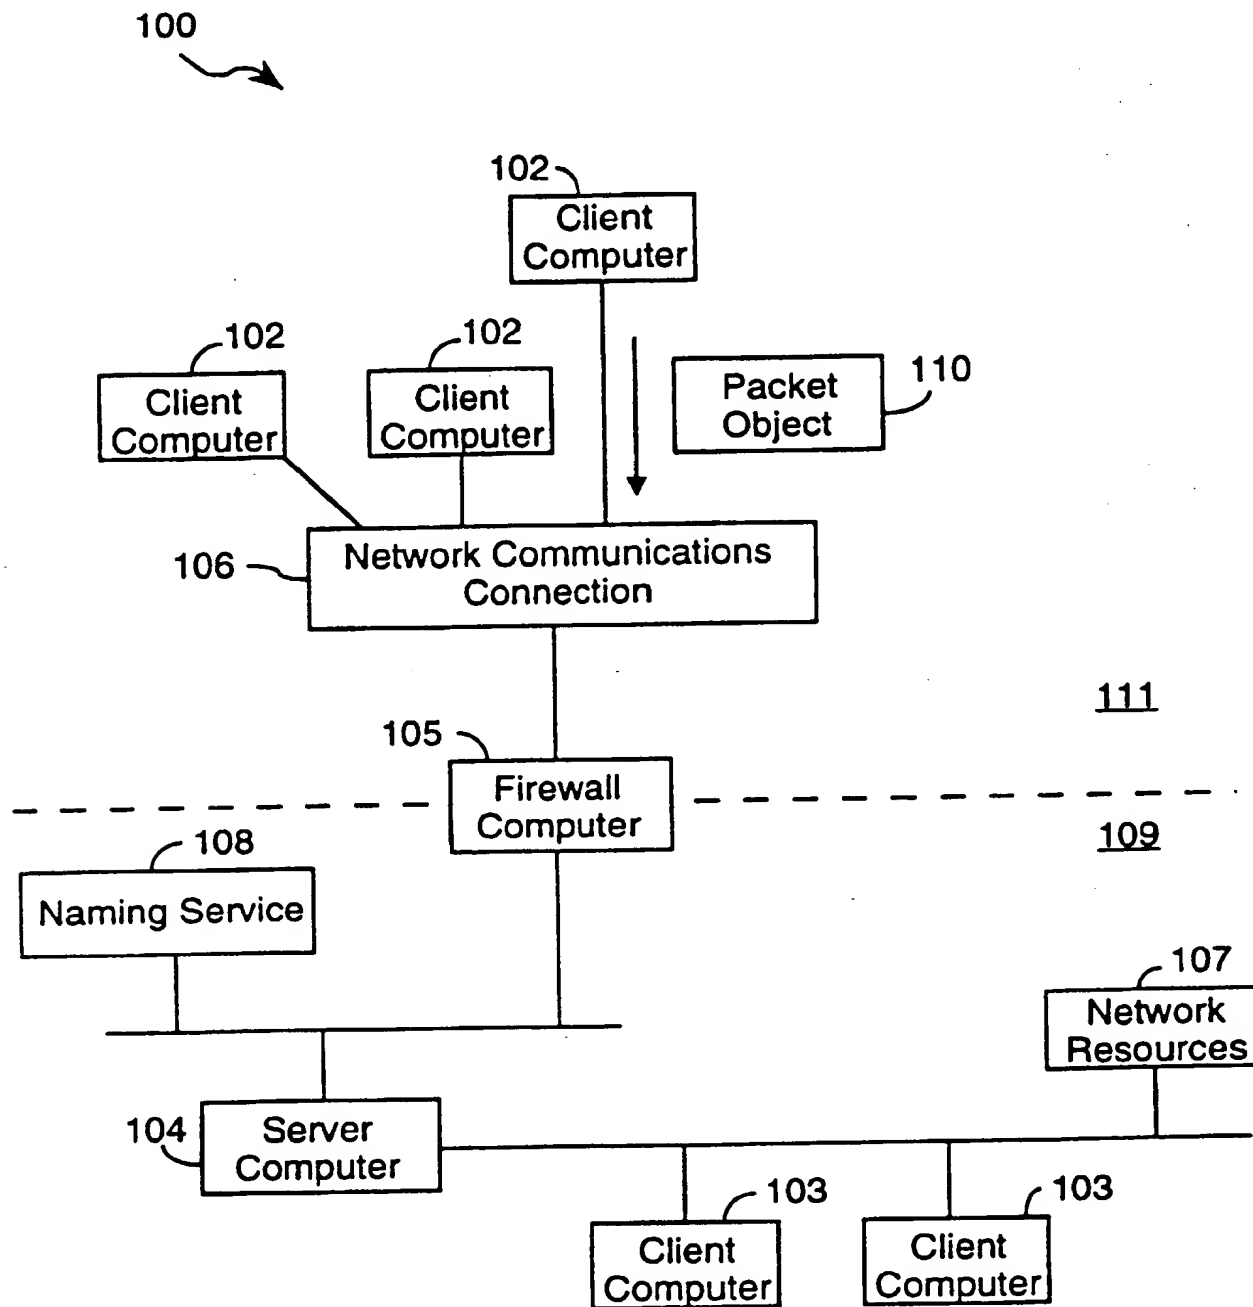 100
102
Client
Computer
102
Client
Computer
102
Client
Computer
Packet
Object
110
106
Network Communications
Connection
111
105
Firewall
Computer
109
108
Naming Service
107
Network
Resources
104
Server
Computer
103
Client
Computer
103
Client
Computer